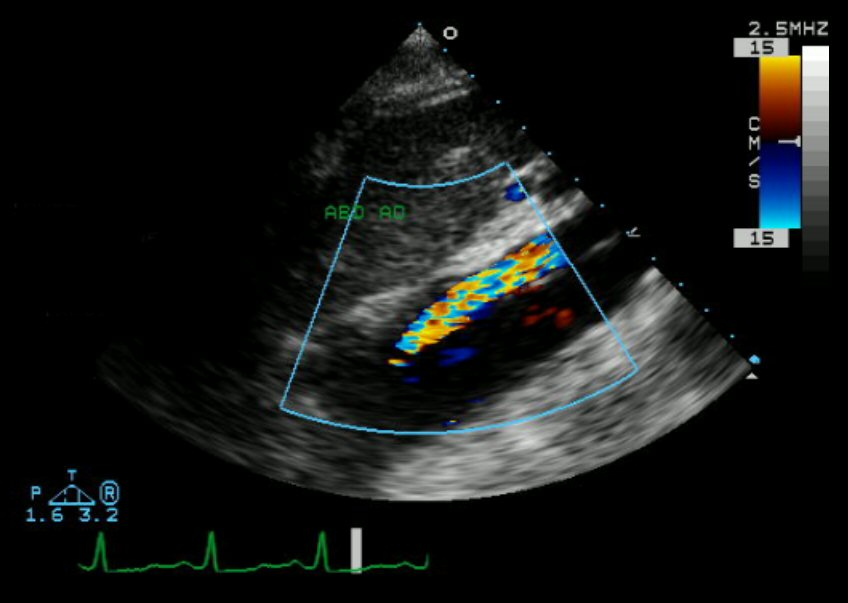 2.5MHZ
15
CM/S
15
ABD AO
T
P R
1.6 3.2